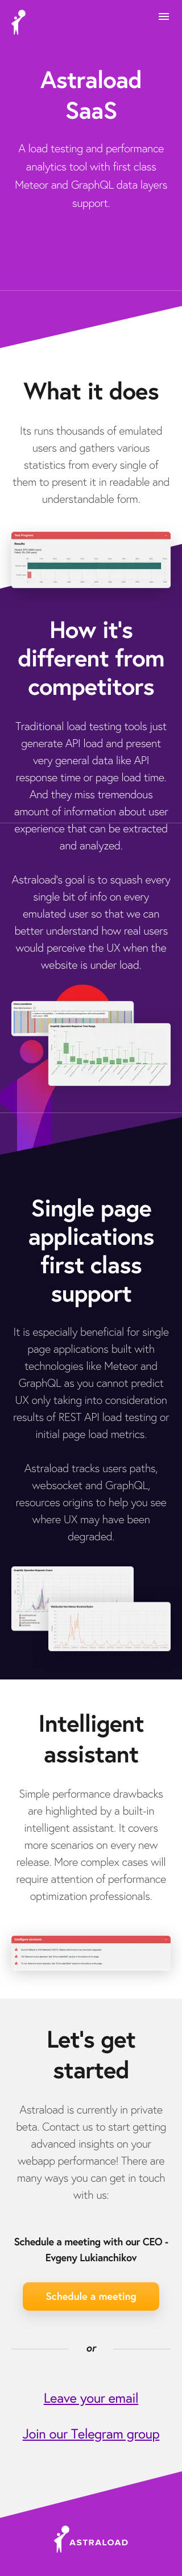 Astraload
SaaS
A load testing and performance
analytics tool with first class
Meteor and GraphQL data layers
support.
What it does
Its runs thousands of emulated
users and gathers various
statistics from every single of
them to present it in readable and
understandable form.
Test Progress
Results
How it's
different from
competitors
Traditional load testing tools just
generate API load and present
very general data like API
response time or page load time.
And they miss tremendous
amount of information about user
experience that can be extracted
and analyzed.
Astraload's goal is to squash every
single bit of info on every
emulated user so that we can
better understand how real users
would perceive the UX when the
website is under load.
Single page
applications
first class
support
It is especially beneficial for single
page applications built with
technologies like Meteor and
GraphQL as you cannot predict
UX only taking into consideration
results of REST API load testing or
initial page load metrics.
Astraload tracks users paths,
websocket and GraphQL,
resources origins to help you see
where UX may have been
degraded.
Intelligent
assistant
Simple performance drawbacks
are highlighted by a built-in
intelligent assistant. It covers
more scenarios on every new
release. More complex cases will
require attention of performance
optimization professionals.
Intelligent assistant
Let's get
started
Astraload is currently in private
beta. Contact us to start getting
advanced insights on your
webapp performance! There are
many ways you can get in touch
with us:
Schedule a meeting with our CEO -
Evgeny Lukianchikov
Schedule a meeting
or
Leave your email
Join our Telegram group
ASTRALOAD